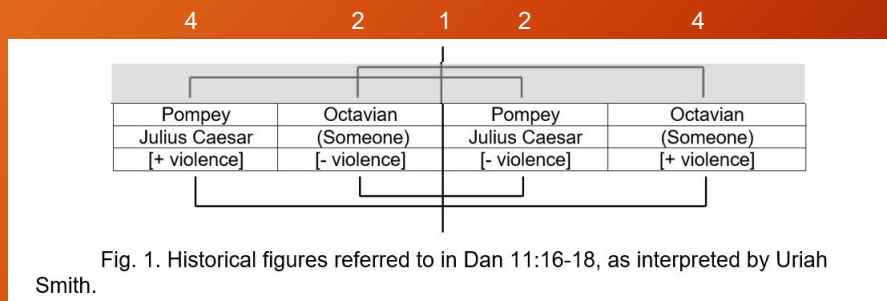 4 2 1 2 4
Pompey Octavian Pompey Octavian
Julius Caesar (Someone) Julius Caesar (Someone)
[+ violence] [- violence] [- violence] [+ violence]
Fig. 1. Historical figures referred to in Dan 11:16-18, as interpreted by Uriah
Smith.